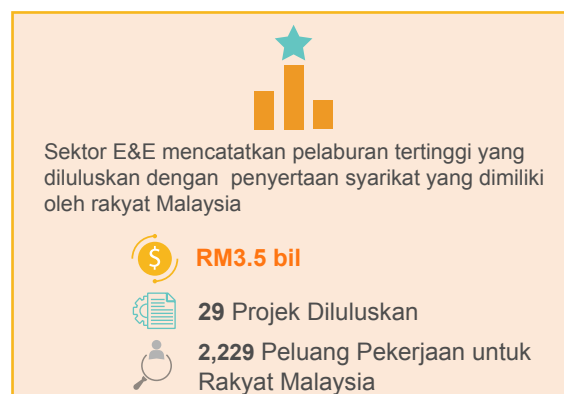 Sektor E&E mencatatkan pelaburan tertinggi yang
diluluskan dengan penyertaan syarikat yang dimiliki
oleh rakyat Malaysia
$
RM3.5 bil
29 Projek Diluluskan
2,229 Peluang Pekerjaan untuk
Rakyat Malaysia